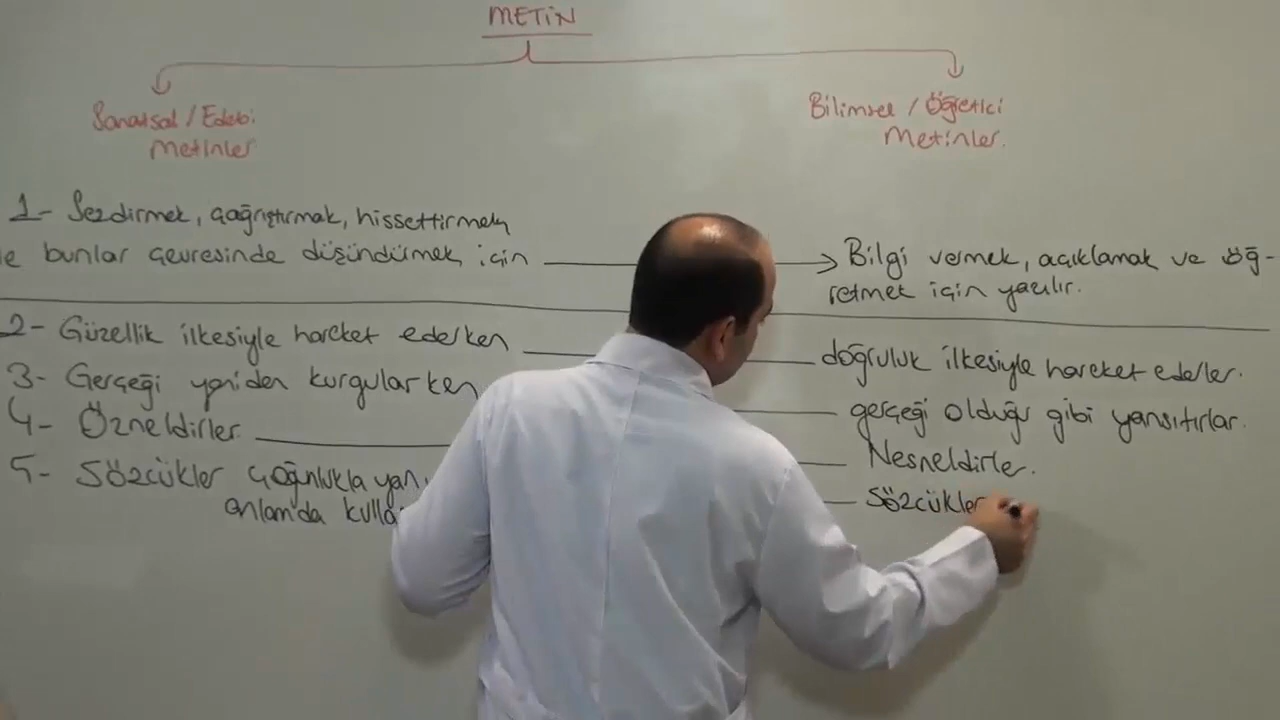 METİN
Sanatsal / Edebi
Metinler
Bilimsel / Öğretici
Metinler.
1- Sezdirmek, çağrıştırmak, hissettirmek
bunlar çevresinde düşündürmek için
Bilgi vermek, açıklamak ve öğ-
retmek için yazılır.
2- Güzellik ilkesiyle hareket ederken
doğruluk ilkesiyle hareket ederler.
3- Gerçeği yeniden kurgularken
gerçeği olduğu gibi yansıtırlar.
4- Özneldirler.
Nesneldirler.
5- Sözcükler çoğunlukla yan
anlamda
Sözcükler